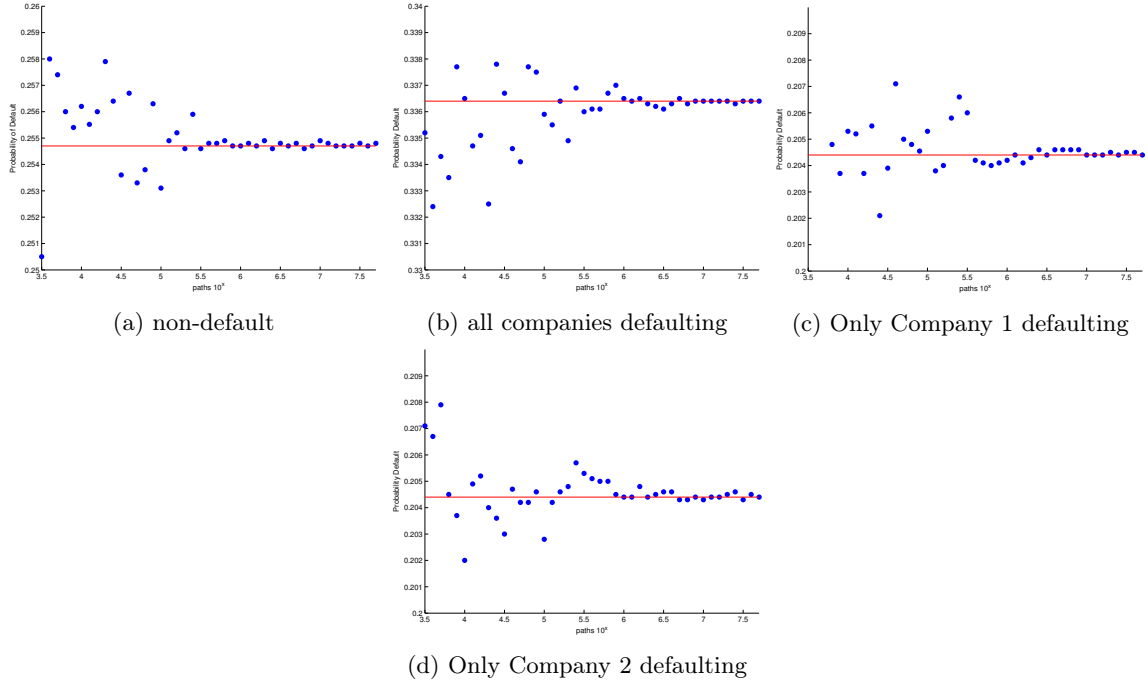 0.26
0.259
0.258
0.257
0.256
0.255
0.254
0.253
0.252
0.251
0.25
Probability of Default
3.5 4 4.5 5 5.5 6 6.5 7 7.5
paths 10^x
(a) non-default
0.34
0.339
0.338
0.337
0.336
0.335
0.334
0.333
0.332
0.331
0.33
Probability Default
3.5 4 4.5 5 5.5 6 6.5 7 7.5
paths 10^x
(b) all companies defaulting
0.209
0.208
0.207
0.206
0.205
0.204
0.203
0.202
0.201
0.2
Probability Default
3.5 4 4.5 5 5.5 6 6.5 7 7.5
paths 10^x
(c) Only Company 1 defaulting
0.209
0.208
0.207
0.206
0.205
0.204
0.203
0.202
0.201
0.2
Probability Default
3.5 4 4.5 5 5.5 6 6.5 7 7.5
paths 10^x
(d) Only Company 2 defaulting